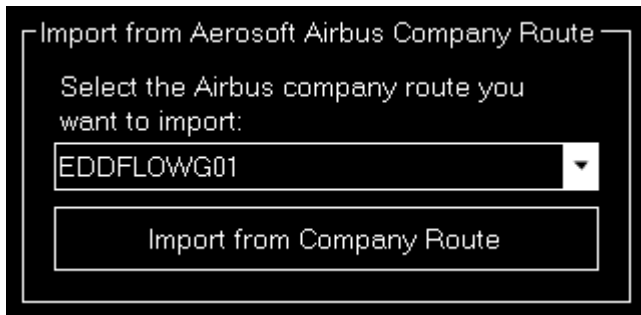 Import from Aerosoft Airbus Company Route
Select the Airbus company route you
want to import:
EDDFLOWG01
Import from Company Route